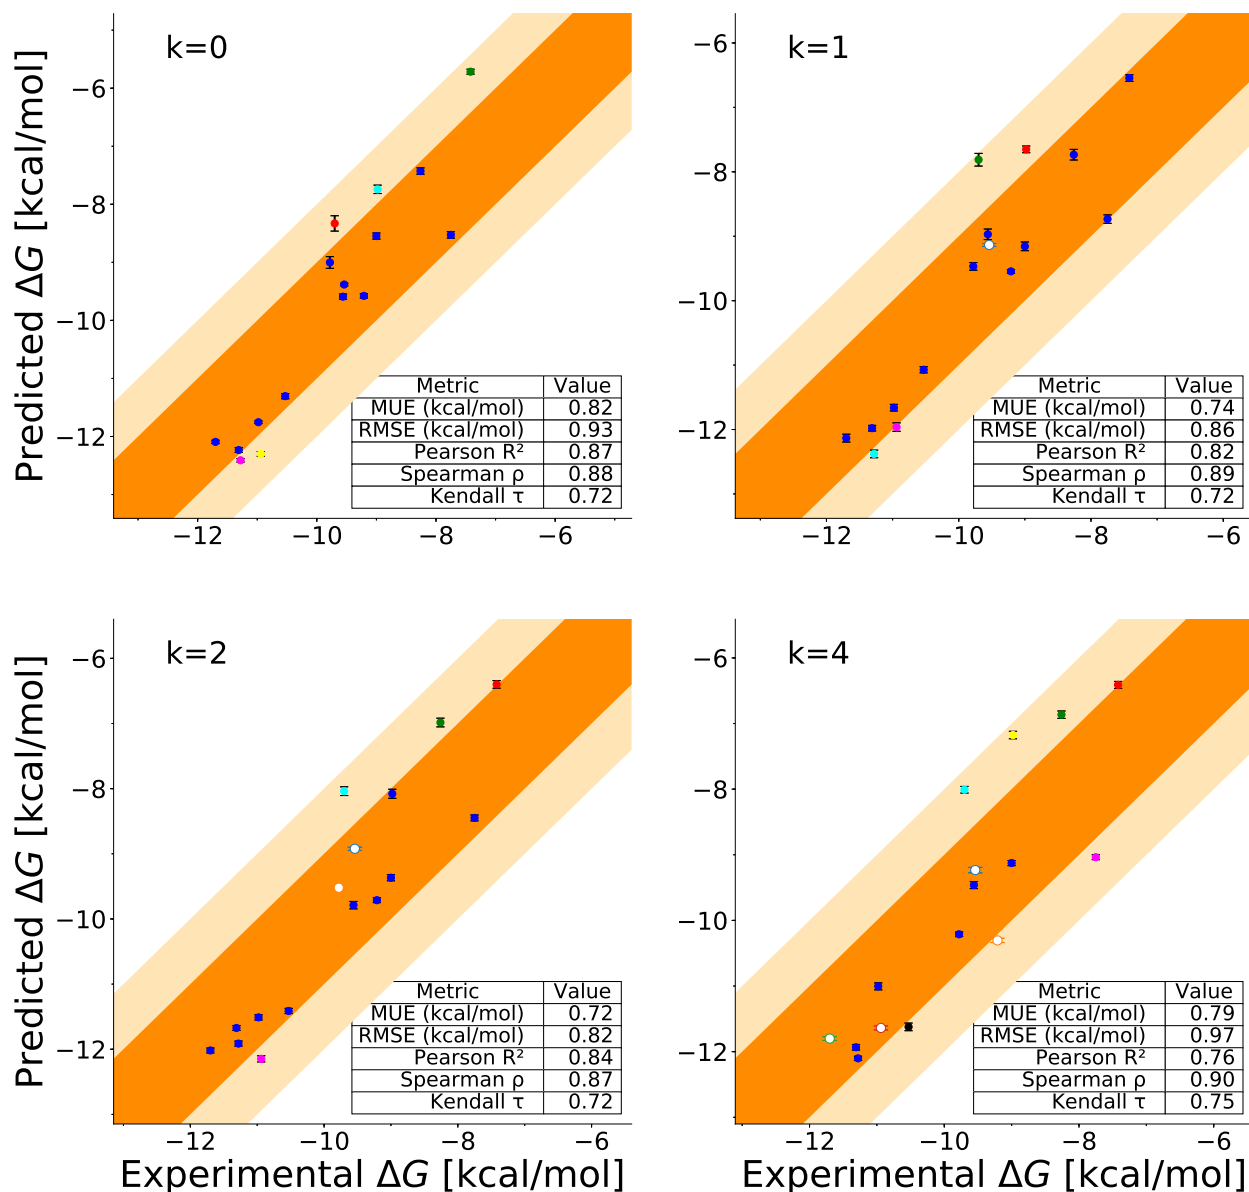 k=0
Predicted ΔG [kcal/mol]
−6
−8
−10
−12
−12 −10 −8 −6
Metric Value
MUE (kcal/mol) 0.82
RMSE (kcal/mol) 0.93
Pearson R² 0.87
Spearman ρ 0.88
Kendall τ 0.72
k=1
−6
−8
−10
−12
−12 −10 −8 −6
Metric Value
MUE (kcal/mol) 0.74
RMSE (kcal/mol) 0.86
Pearson R² 0.82
Spearman ρ 0.89
Kendall τ 0.72
k=2
Predicted ΔG [kcal/mol]
−6
−8
−10
−12
−12 −10 −8 −6
Experimental ΔG [kcal/mol]
Metric Value
MUE (kcal/mol) 0.72
RMSE (kcal/mol) 0.82
Pearson R² 0.84
Spearman ρ 0.87
Kendall τ 0.72
k=4
−6
−8
−10
−12
−12 −10 −8 −6
Experimental ΔG [kcal/mol]
Metric Value
MUE (kcal/mol) 0.79
RMSE (kcal/mol) 0.97
Pearson R² 0.76
Spearman ρ 0.90
Kendall τ 0.75